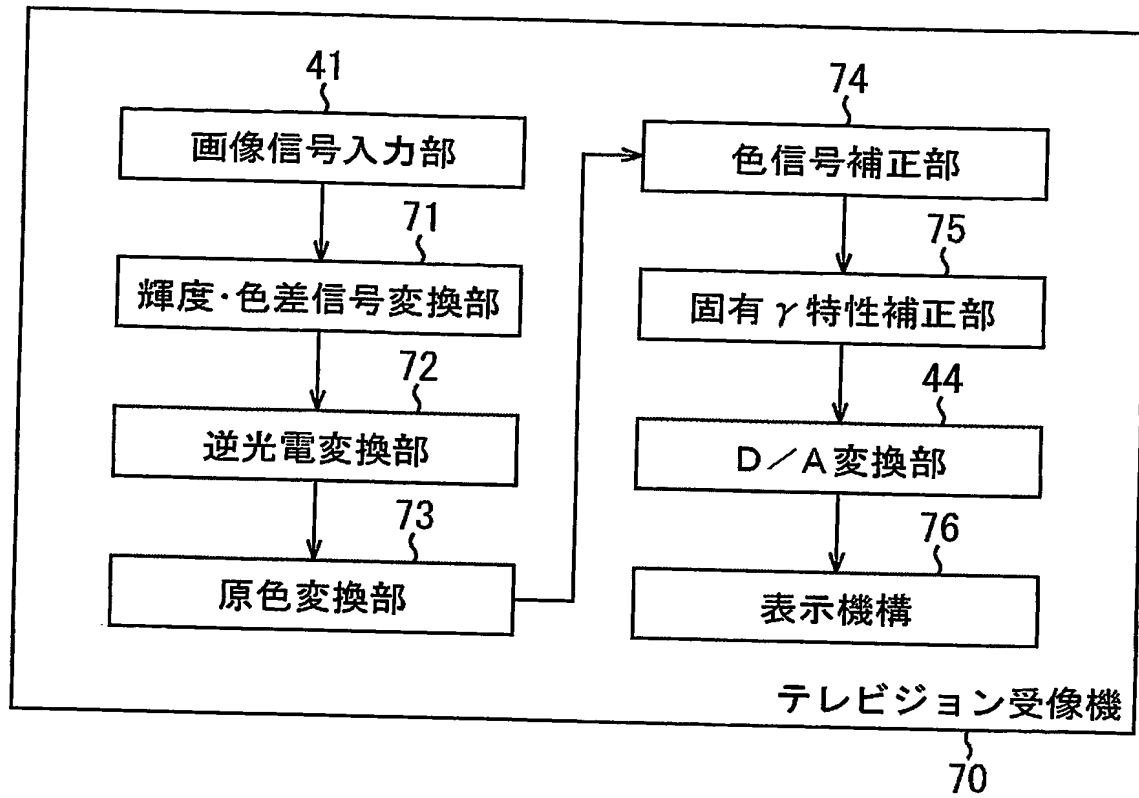 41
画像信号入力部
71
輝度・色差信号変換部
72
逆光電変換部
73
原色変換部
74
色信号補正部
75
固有γ特性補正部
44
D／A変換部
76
表示機構
テレビジョン受像機
70